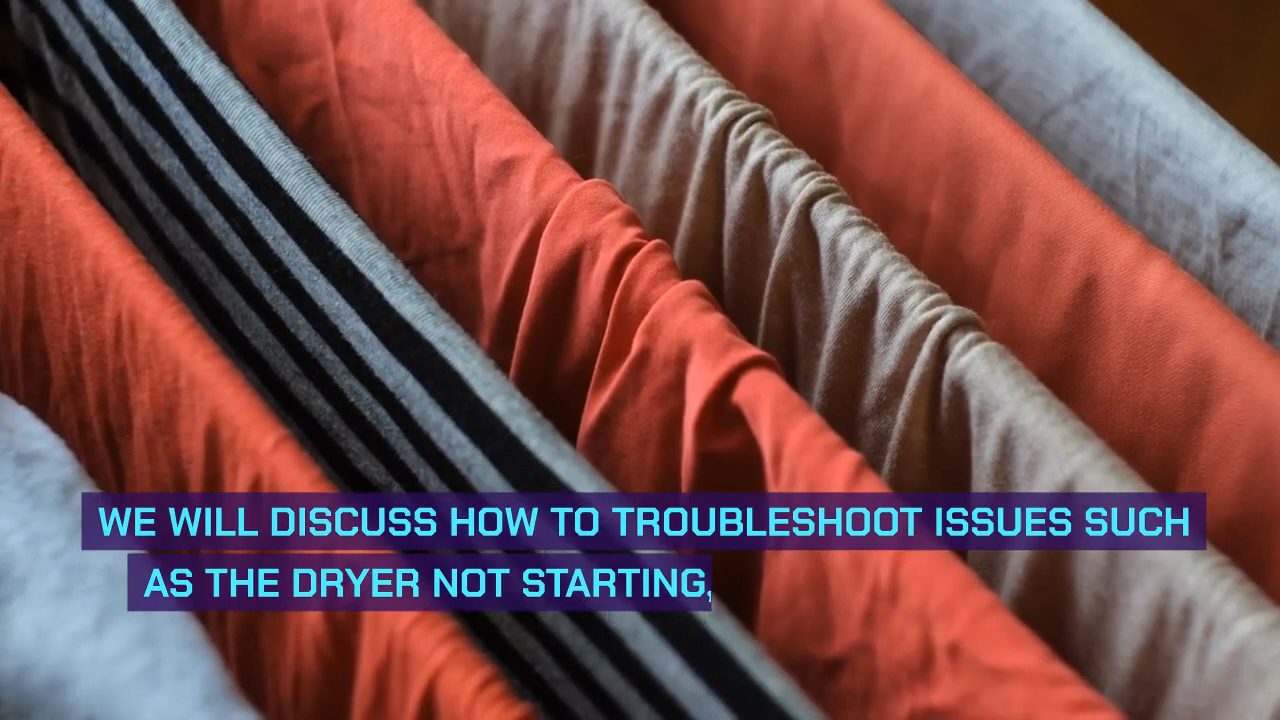 WE WILL DISCUSS HOW TO TROUBLESHOOT ISSUES SUCH
AS THE DRYER NOT STARTING,